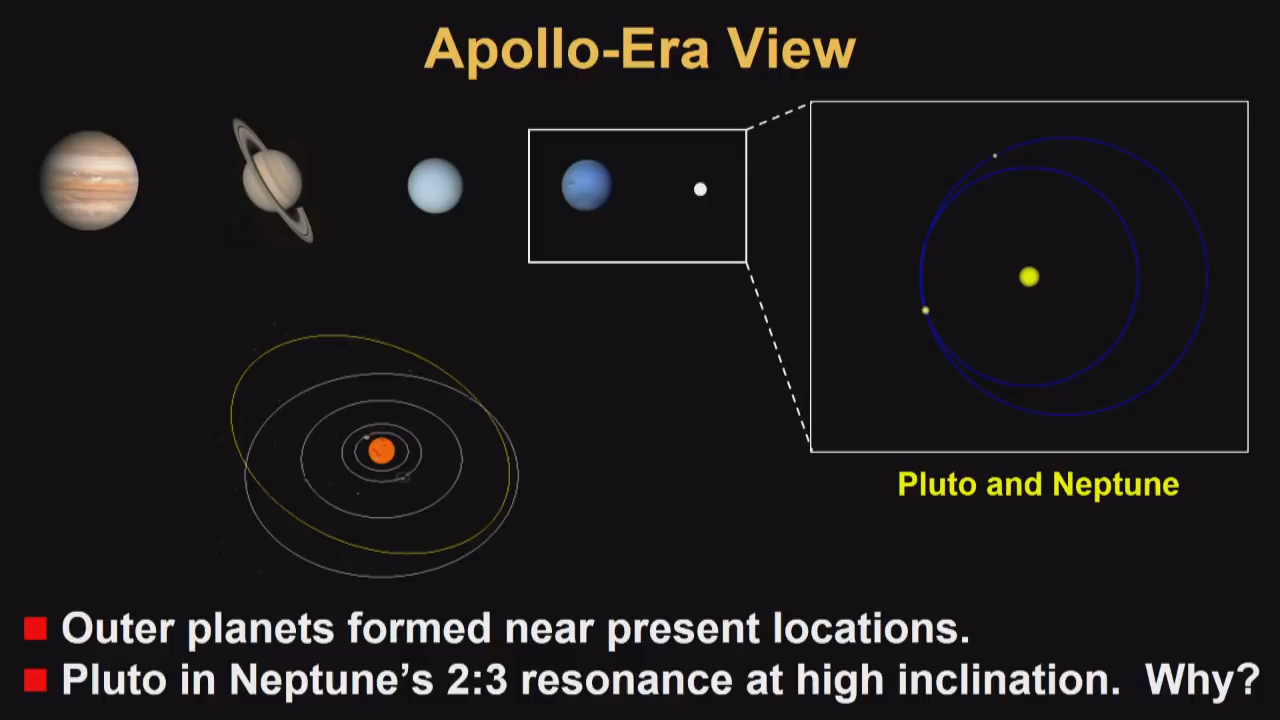 Apollo-Era View
Pluto and Neptune
Outer planets formed near present locations.
Pluto in Neptune’s 2:3 resonance at high inclination.  Why?